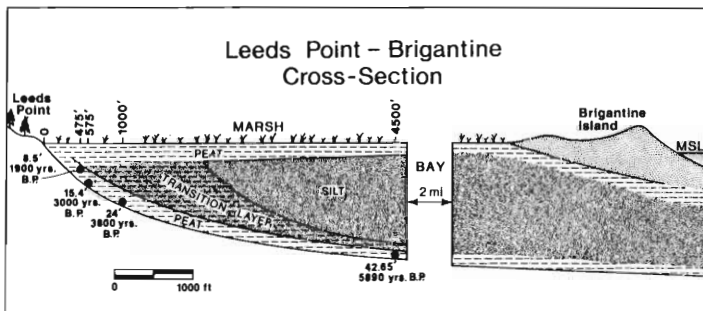 Leeds Point - Brigantine
Cross-Section
Leeds
Point
0
475'
575'
1000'
MARSH
4500'
Brigantine
Island
MSL
PEAT
BAY
2 mi
8.5'
1900 yrs.
B.P.
15.4'
3000 yrs.
B.P.
24'
3800 yrs.
B.P.
TRANSITION LAYER
SILT
PEAT
42.65'
5890 yrs. B.P.
0 1000 ft